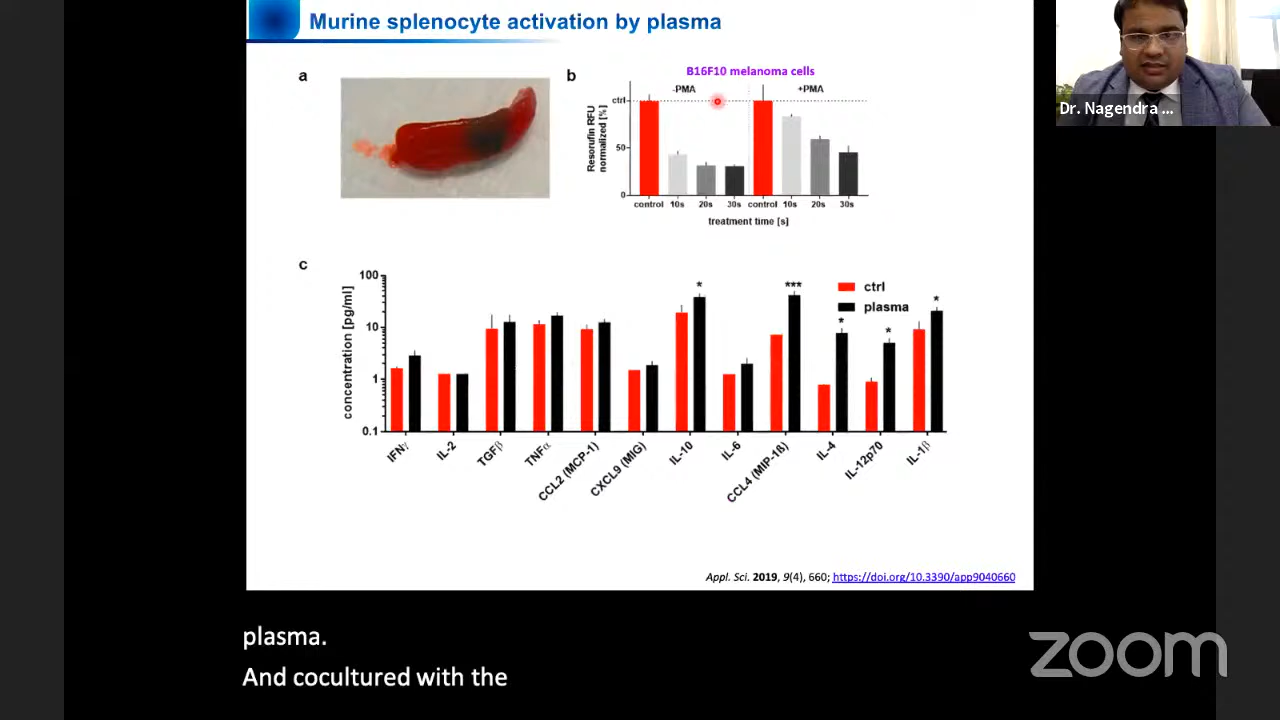 Murine splenocyte activation by plasma
Dr. Nagendra ...
a
b
B16F10 melanoma cells
-PMA
+PMA
Resorufin RFU
normalized [%]
ctrl
50
0
control 10s 20s 30s control 10s 20s 30s
treatment time [s]
c
concentration [pg/ml]
100
10
1
0.1
ctrl
plasma
*
***
*
*
*
IFNγ
IL-2
TGFβ
TNFα
CCL2 (MCP-1)
CXCL9 (MIG)
IL-10
IL-6
CCL4 (MIP-1ß)
IL-4
IL-12p70
IL-1β
Appl. Sci. 2019, 9(4), 660; https://doi.org/10.3390/app9040660
plasma.
And cocultured with the
zoom